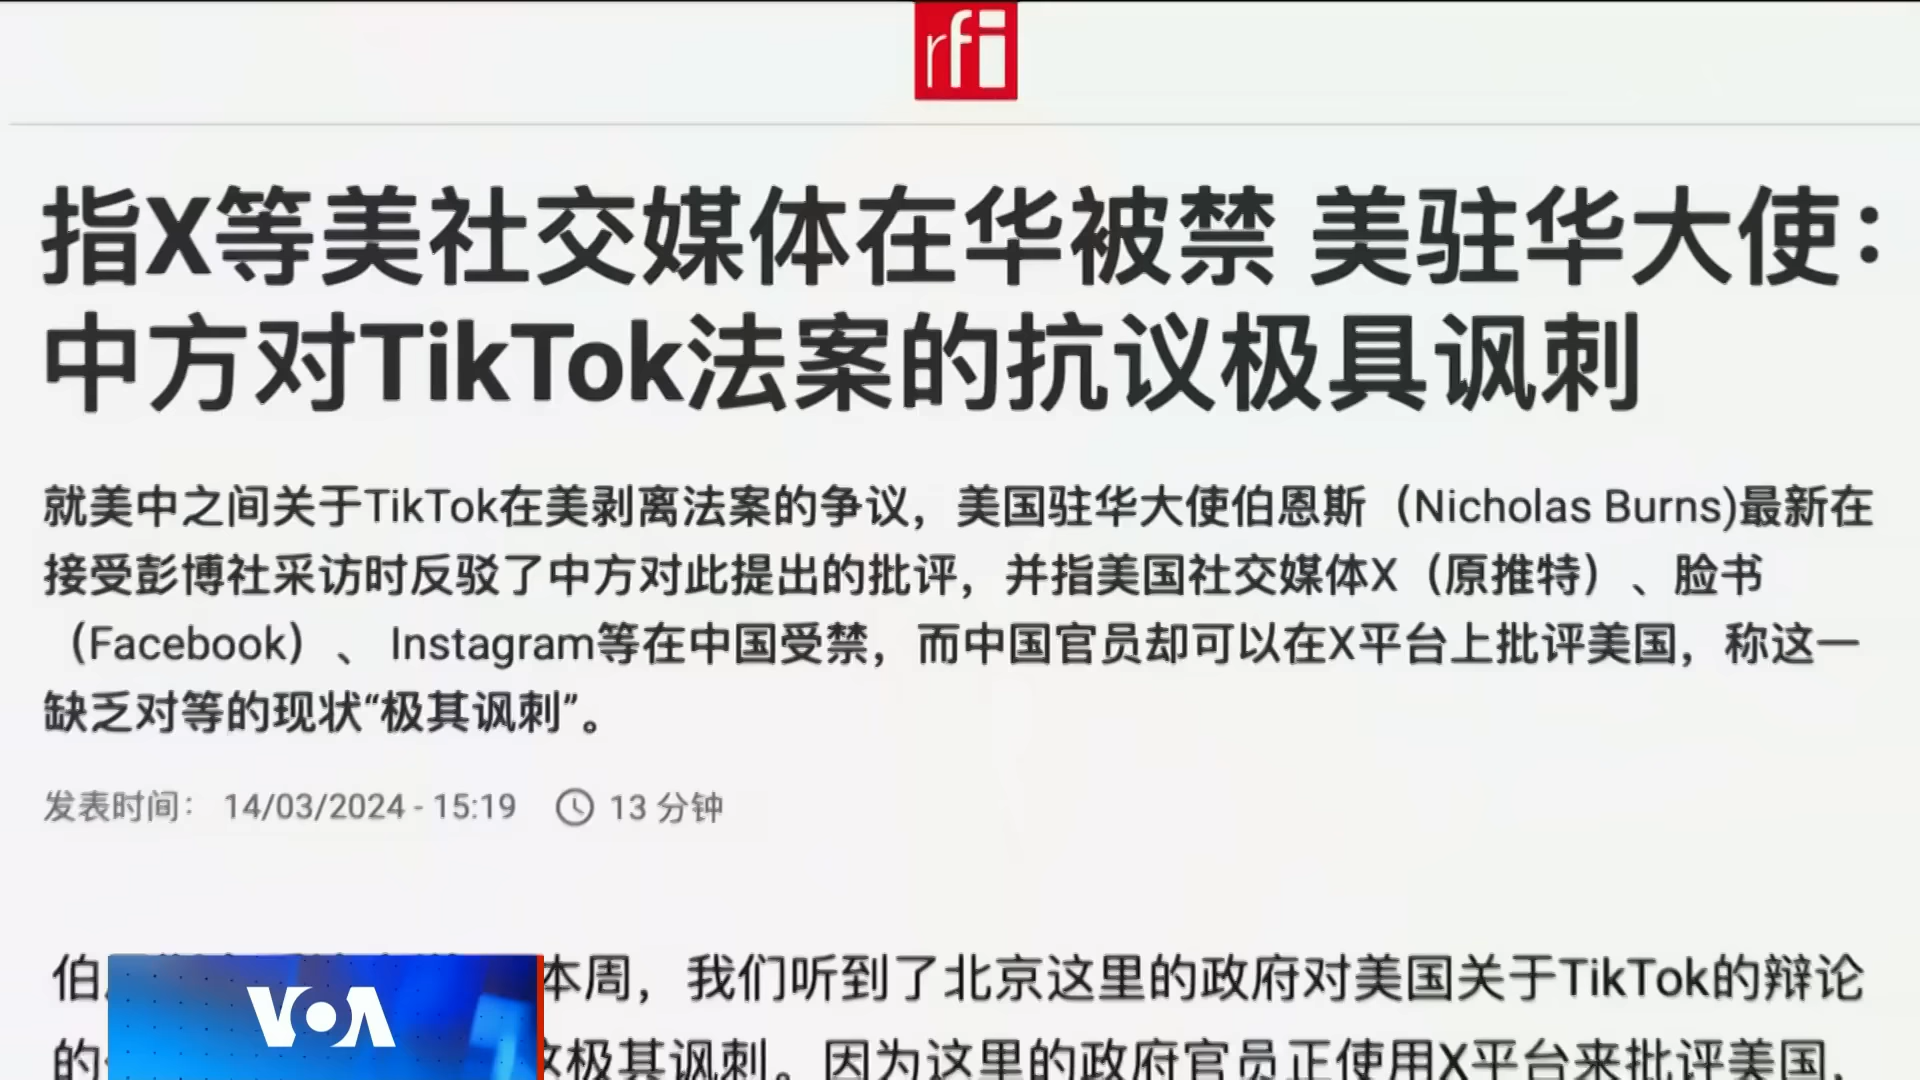 rfi
指X等美社交媒体在华被禁 美驻华大使：
中方对TikTok法案的抗议极具讽刺
就美中之间关于TikTok在美剥离法案的争议，美国驻华大使伯恩斯（Nicholas Burns)最新在
接受彭博社采访时反驳了中方对此提出的批评，并指美国社交媒体X（原推特）、脸书
（Facebook）、 Instagram等在中国受禁，而中国官员却可以在X平台上批评美国，称这一
缺乏对等的现状“极其讽刺”。
发表时间： 14/03/2024 - 15:19 13 分钟
伯 本周，我们听到了北京这里的政府对美国关于TikTok的辩论
的 极其讽刺。因为这里的政府官员正使用X平台来批评美国，
VOA